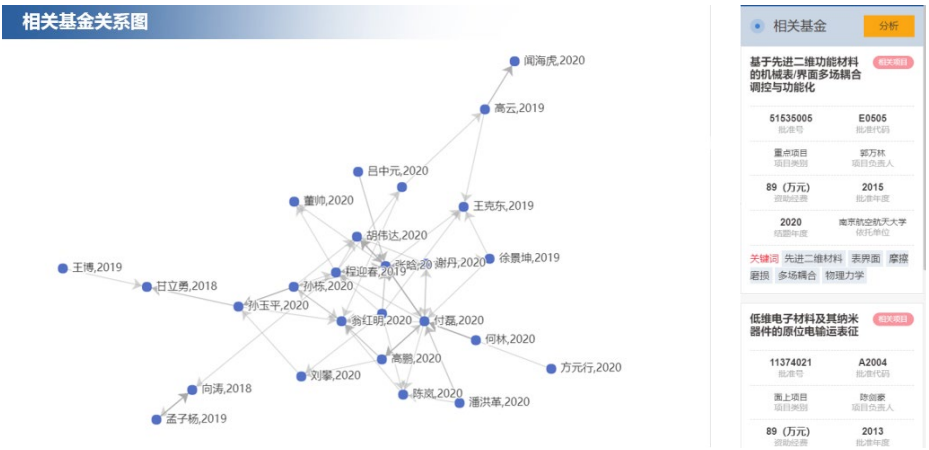 相关基金关系图
闻海虎,2020
高云,2019
吕中元,2020
董帅,2020
王克东,2019
胡伟达,2020
徐景坤,2019
谢丹,2020
程迎春,2019
王博,2019
甘立勇,2018
孙栋,2020
孙玉平,2020
翁红明,2020
付磊,2020
何林,2020
高鹏,2020
方元行,2020
刘攀,2020
向涛,2018
陈岚,2020
潘洪革,2020
孟子杨,2019
相关基金
分析
基于先进二维功能材料
的机械表/界面多场耦合
调控与功能化
相关项目
51535005 E0505
批准号 批准代码
重点项目 郭万林
项目类别 项目负责人
89 (万元) 2015
资助经费 批准年度
2020 南京航空航天大学
结题年度 依托单位
关键词 先进二维材料 表界面 摩擦
磨损 多场耦合 物理力学
低维电子材料及其纳米
器件的原位电输运表征
相关项目
11374021 A2004
批准号 批准代码
面上项目 陈剑豪
项目类别 项目负责人
89 (万元) 2013
资助经费 批准年度